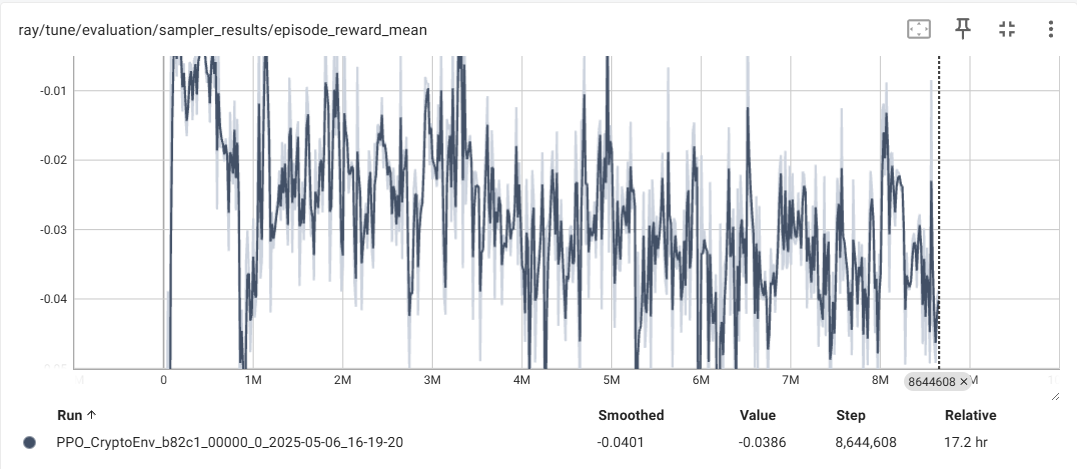 ray/tune/evaluation/sampler_results/episode_reward_mean
-0.01
-0.02
-0.03
-0.04
0 1M 2M 3M 4M 5M 6M 7M 8M 8644608 × M
Run ↑ Smoothed Value Step Relative
PPO_CryptoEnv_b82c1_00000_0_2025-05-06_16-19-20 -0.0401 -0.0386 8,644,608 17.2 hr